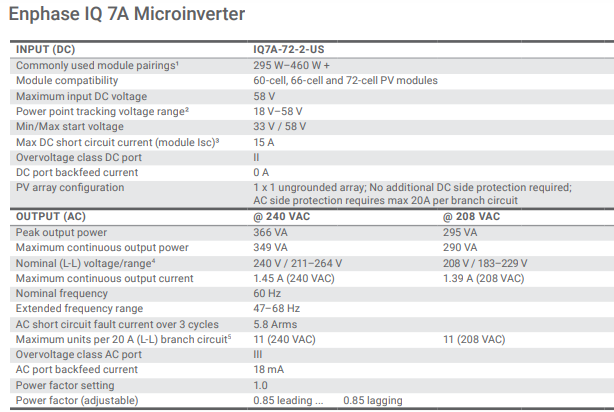 Enphase IQ 7A Microinverter
INPUT (DC) IQ7A-72-2-US
Commonly used module pairings¹ 295 W–460 W +
Module compatibility 60-cell, 66-cell and 72-cell PV modules
Maximum input DC voltage 58 V
Power point tracking voltage range² 18 V–58 V
Min/Max start voltage 33 V / 58 V
Max DC short circuit current (module Isc)³ 15 A
Overvoltage class DC port II
DC port backfeed current 0 A
PV array configuration 1 x 1 ungrounded array; No additional DC side protection required;
AC side protection requires max 20A per branch circuit
OUTPUT (AC) @ 240 VAC @ 208 VAC
Peak output power 366 VA 295 VA
Maximum continuous output power 349 VA 290 VA
Nominal (L-L) voltage/range⁴ 240 V / 211–264 V 208 V / 183–229 V
Maximum continuous output current 1.45 A (240 VAC) 1.39 A (208 VAC)
Nominal frequency 60 Hz
Extended frequency range 47–68 Hz
AC short circuit fault current over 3 cycles 5.8 Arms
Maximum units per 20 A (L-L) branch circuit⁵ 11 (240 VAC) 11 (208 VAC)
Overvoltage class AC port III
AC port backfeed current 18 mA
Power factor setting 1.0
Power factor (adjustable) 0.85 leading ... 0.85 lagging